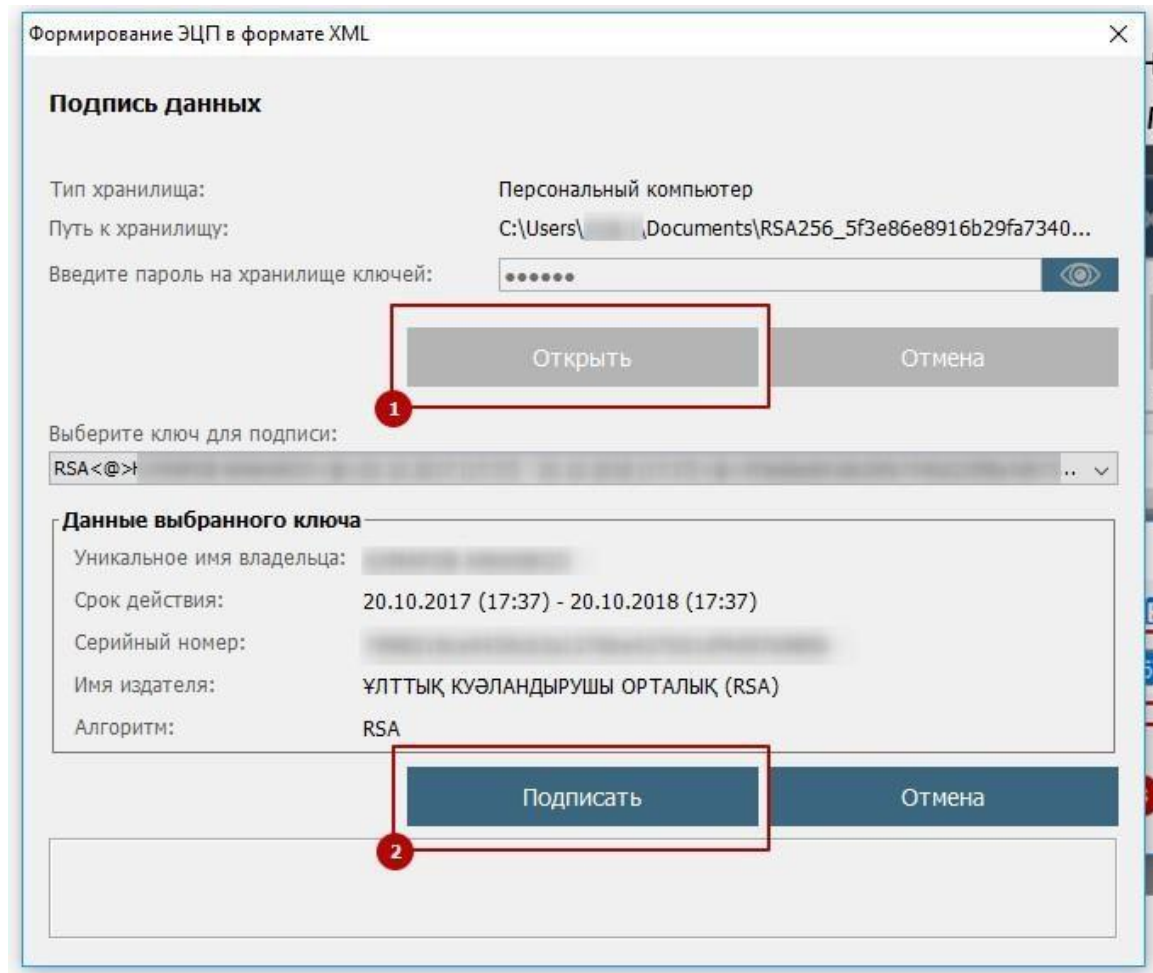 Формирование ЭЦП в формате XML
Подпись данных
Тип хранилища: Персональный компьютер
Путь к хранилищу: C:\Users\ \Documents\RSA256_5f3e86e8916b29fa7340...
Введите пароль на хранилище ключей: ●●●●●●
Открыть Отмена
1
Выберите ключ для подписи:
RSA<@> ..
Данные выбранного ключа
Уникальное имя владельца:
Срок действия: 20.10.2017 (17:37) - 20.10.2018 (17:37)
Серийный номер:
Имя издателя: ҰЛТТЫҚ КУӘЛАНДЫРУШЫ ОРТАЛЫҚ (RSA)
Алгоритм: RSA
Подписать Отмена
2